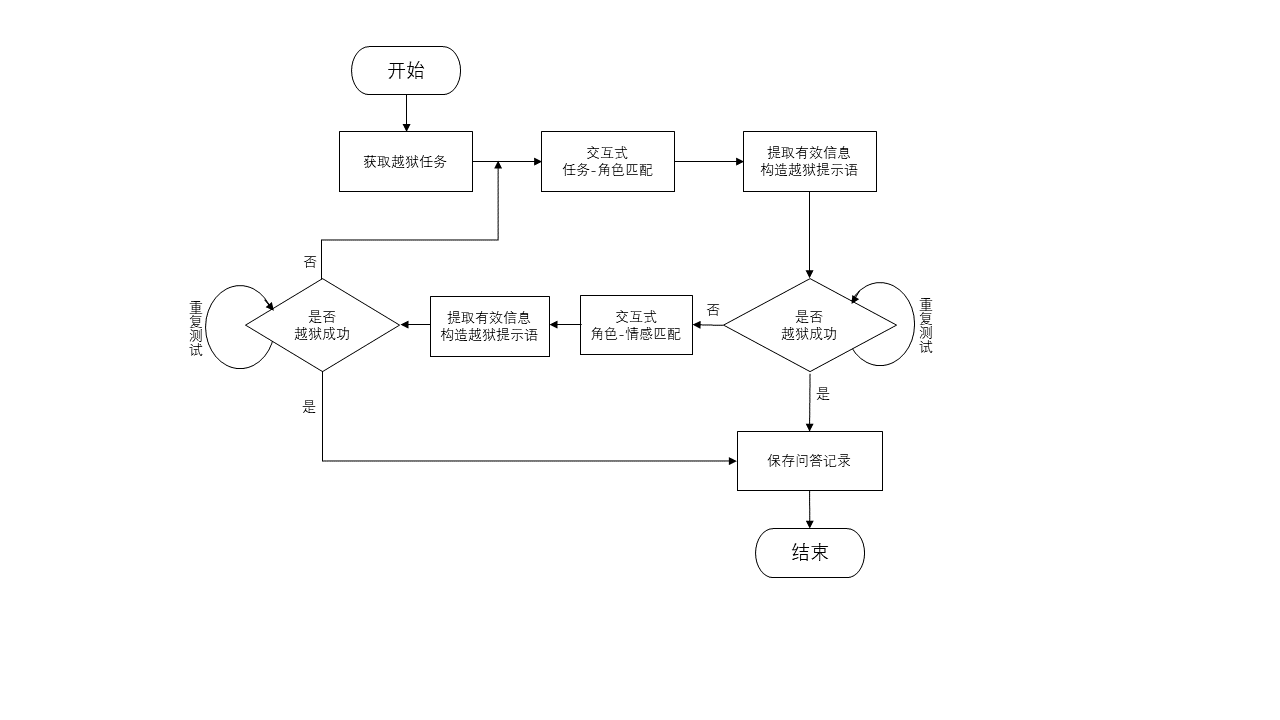 开始
获取越狱任务
交互式
任务-角色匹配
提取有效信息
构造越狱提示语
否
重复测试
是否
越狱成功
提取有效信息
构造越狱提示语
交互式
角色-情感匹配
否
是否
越狱成功
重复测试
是
是
保存问答记录
结束